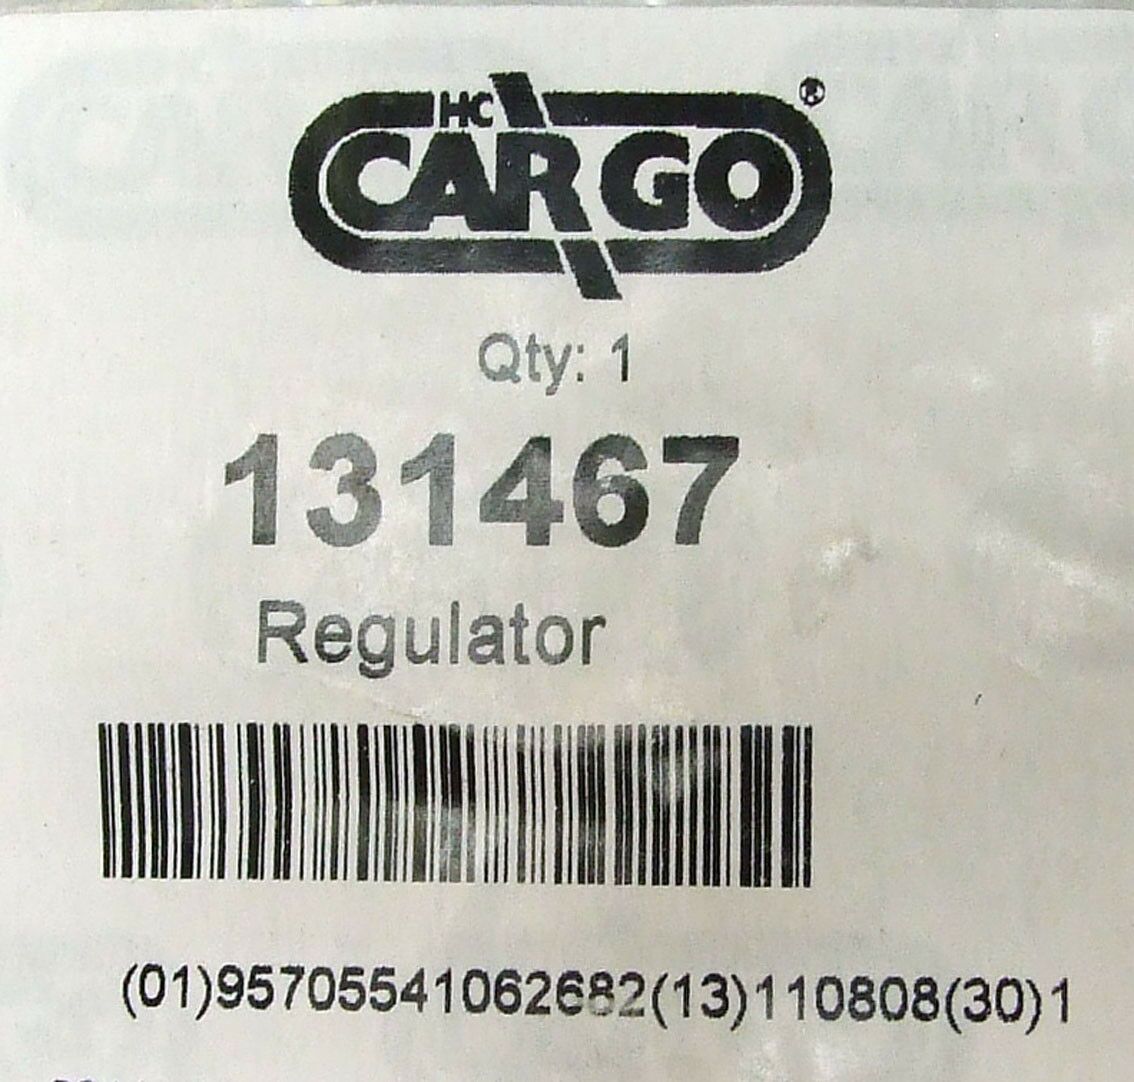 HC
CARGO®
Qty: 1
131467
Regulator
(01)95705541062682(13)110808(30)1